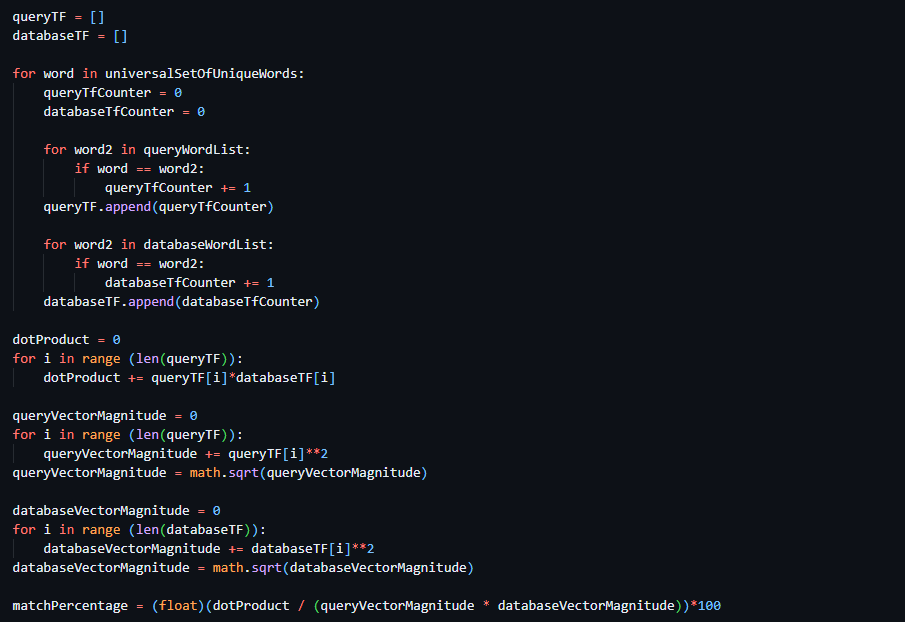 queryTF = []
databaseTF = []

for word in universalSetOfUniqueWords:
    queryTfCounter = 0
    databaseTfCounter = 0

    for word2 in queryWordList:
        if word == word2:
            queryTfCounter += 1
    queryTF.append(queryTfCounter)

    for word2 in databaseWordList:
        if word == word2:
            databaseTfCounter += 1
    databaseTF.append(databaseTfCounter)

dotProduct = 0
for i in range (len(queryTF)):
    dotProduct += queryTF[i]*databaseTF[i]

queryVectorMagnitude = 0
for i in range (len(queryTF)):
    queryVectorMagnitude += queryTF[i]**2
queryVectorMagnitude = math.sqrt(queryVectorMagnitude)

databaseVectorMagnitude = 0
for i in range (len(databaseTF)):
    databaseVectorMagnitude += databaseTF[i]**2
databaseVectorMagnitude = math.sqrt(databaseVectorMagnitude)

matchPercentage = (float)(dotProduct / (queryVectorMagnitude * databaseVectorMagnitude))*100